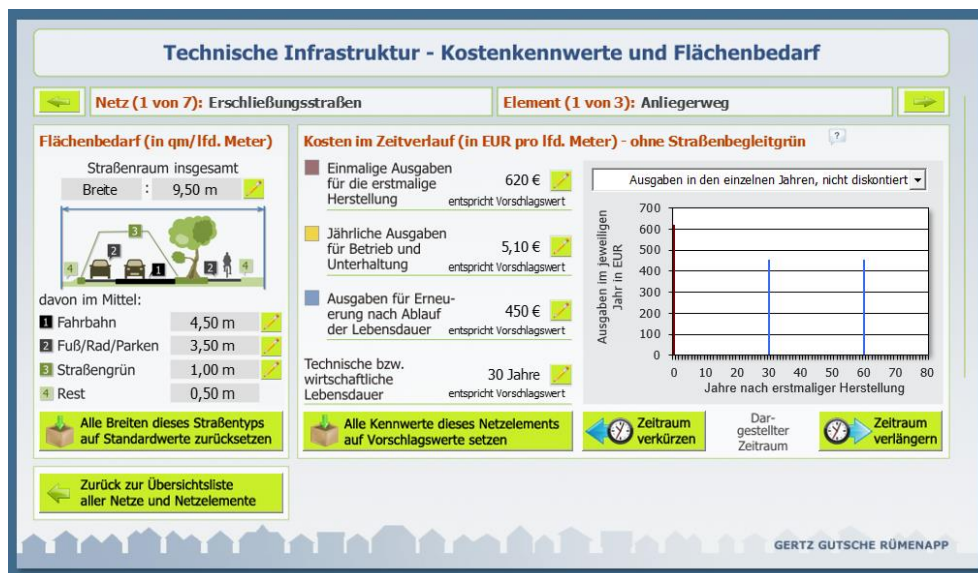 Technische Infrastruktur - Kostenkennwerte und Flächenbedarf
Netz (1 von 7): Erschließungsstraßen
Element (1 von 3): Anliegerweg
Flächenbedarf (in qm/lfd. Meter)
Straßenraum insgesamt
Breite : 9,50 m
3
2
4 1 2 4
davon im Mittel:
1 Fahrbahn 4,50 m
2 Fuß/Rad/Parken 3,50 m
3 Straßengrün 1,00 m
4 Rest 0,50 m
Alle Breiten dieses Straßentyps
auf Standardwerte zurücksetzen
Kosten im Zeitverlauf (in EUR pro lfd. Meter) - ohne Straßenbegleitgrün ?
Einmalige Ausgaben
für die erstmalige
Herstellung
620 €
entspricht Vorschlagswert
Jährliche Ausgaben
für Betrieb und
Unterhaltung
5,10 €
entspricht Vorschlagswert
Ausgaben für Erneu-
erung nach Ablauf
der Lebensdauer
450 €
entspricht Vorschlagswert
Technische bzw.
wirtschaftliche
Lebensdauer
30 Jahre
entspricht Vorschlagswert
Alle Kennwerte dieses Netzelements
auf Vorschlagswerte setzen
Ausgaben in den einzelnen Jahren, nicht diskontiert
Ausgaben im jeweiligen
Jahr in EUR
700
600
500
400
300
200
100
0
0 10 20 30 40 50 60 70 80
Jahre nach erstmaliger Herstellung
Zeitraum
verkürzen
Dar-
gestellter
Zeitraum
Zeitraum
verlängern
Zurück zur Übersichtsliste
aller Netze und Netzelemente
GERTZ GUTSCHE RÜMENAPP